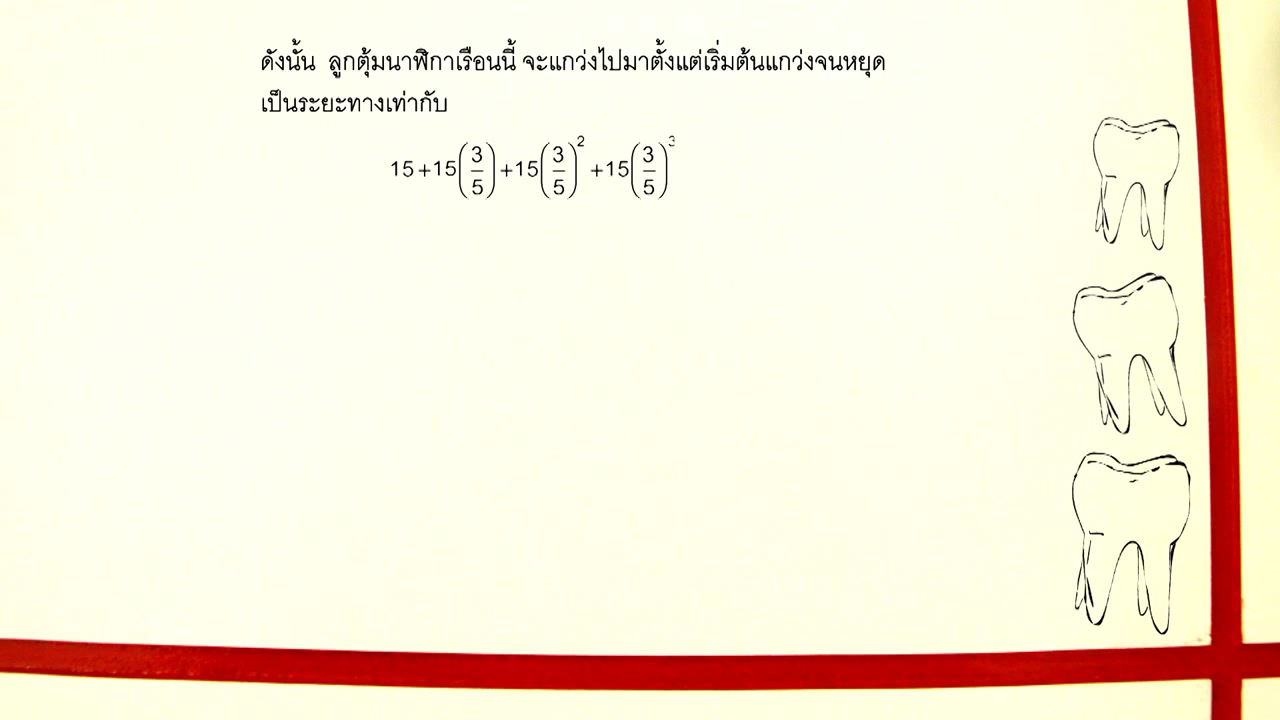 ดังนั้น ลูกตุ้มนาฬิกาเรือนนี้ จะแกว่งไปมาตั้งแต่เริ่มต้นแกว่งจนหยุด
เป็นระยะทางเท่ากับ
15+15(3/5)+15(3/5)^2+15(3/5)^3